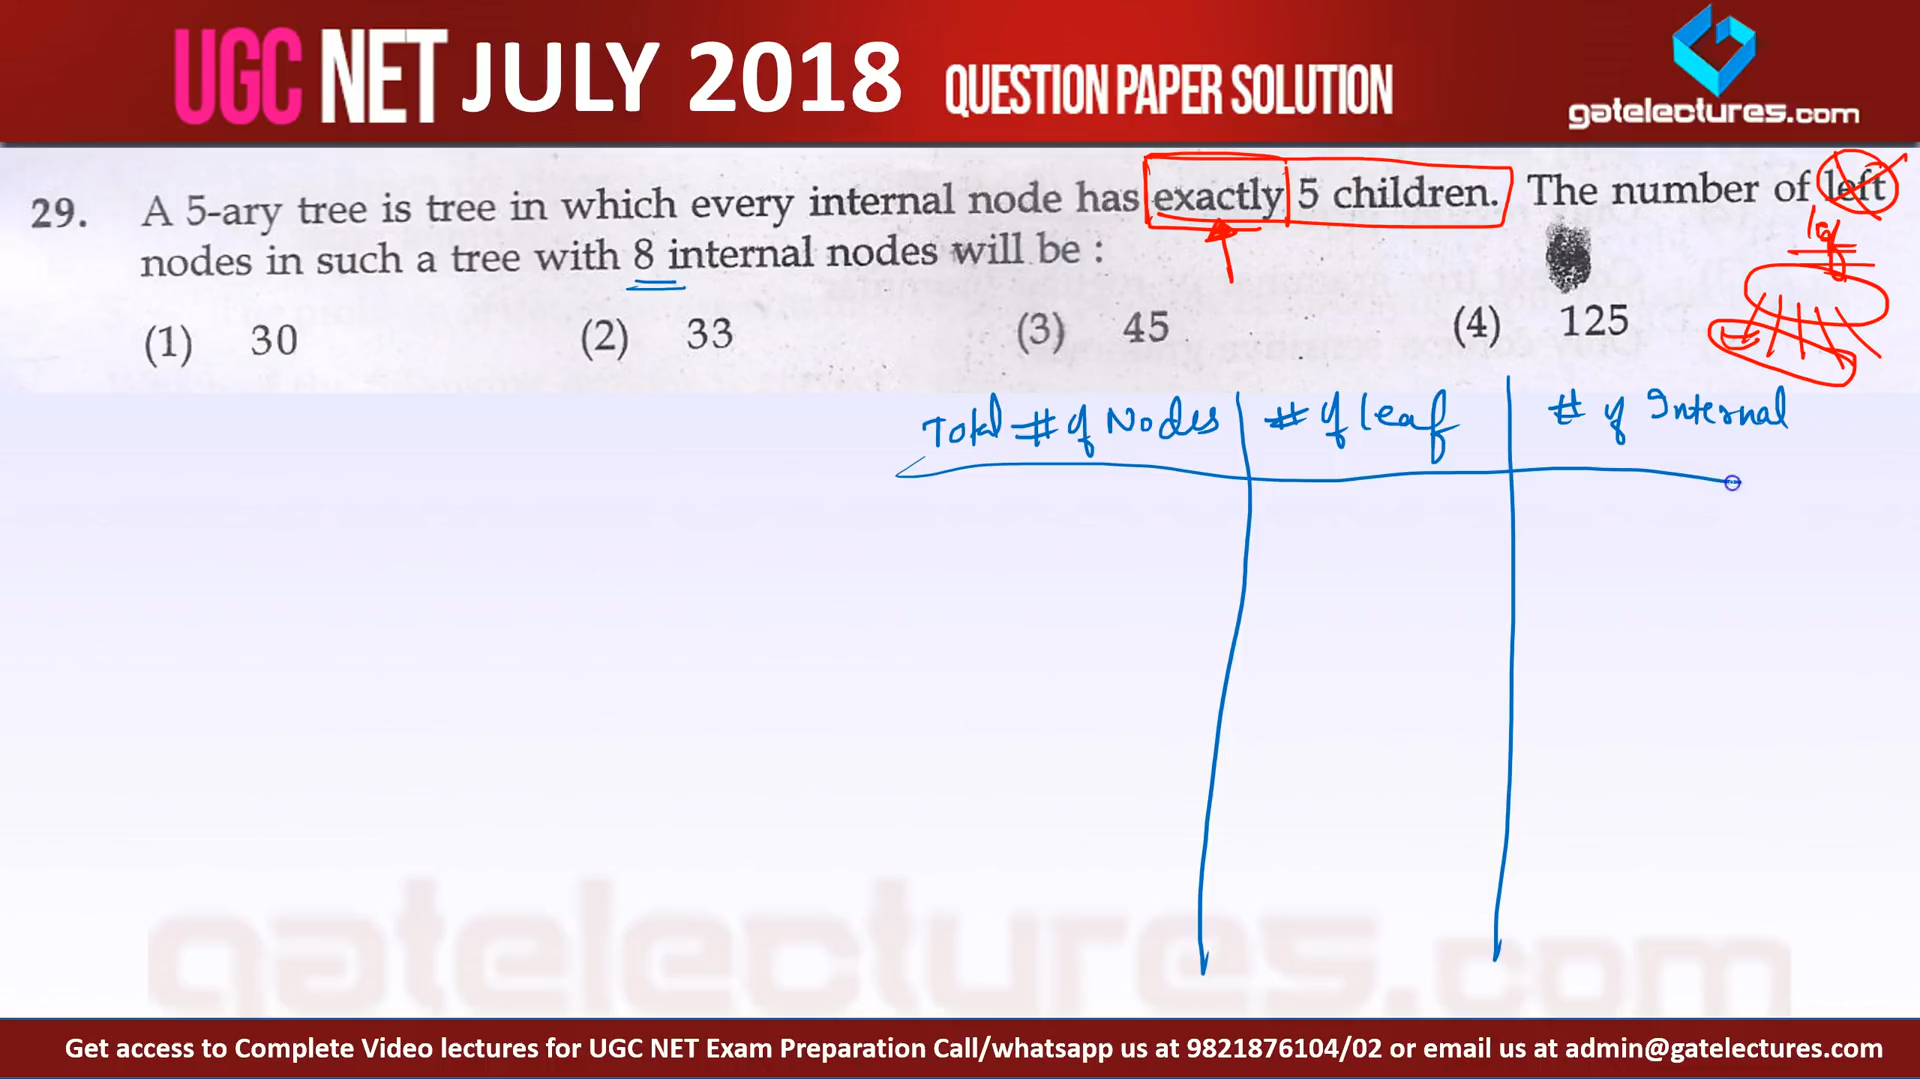 UGC NET JULY 2018 QUESTION PAPER SOLUTION
gatelectures.com
29. A 5-ary tree is tree in which every internal node has exactly 5 children. The number of left
nodes in such a tree with 8 internal nodes will be :
(1) 30 (2) 33 (3) 45 (4) 125
Total # of Nodes # of leaf # of Internal
gatelectures.com
Get access to Complete Video lectures for UGC NET Exam Preparation Call/whatsapp us at 9821876104/02 or email us at admin@gatelectures.com